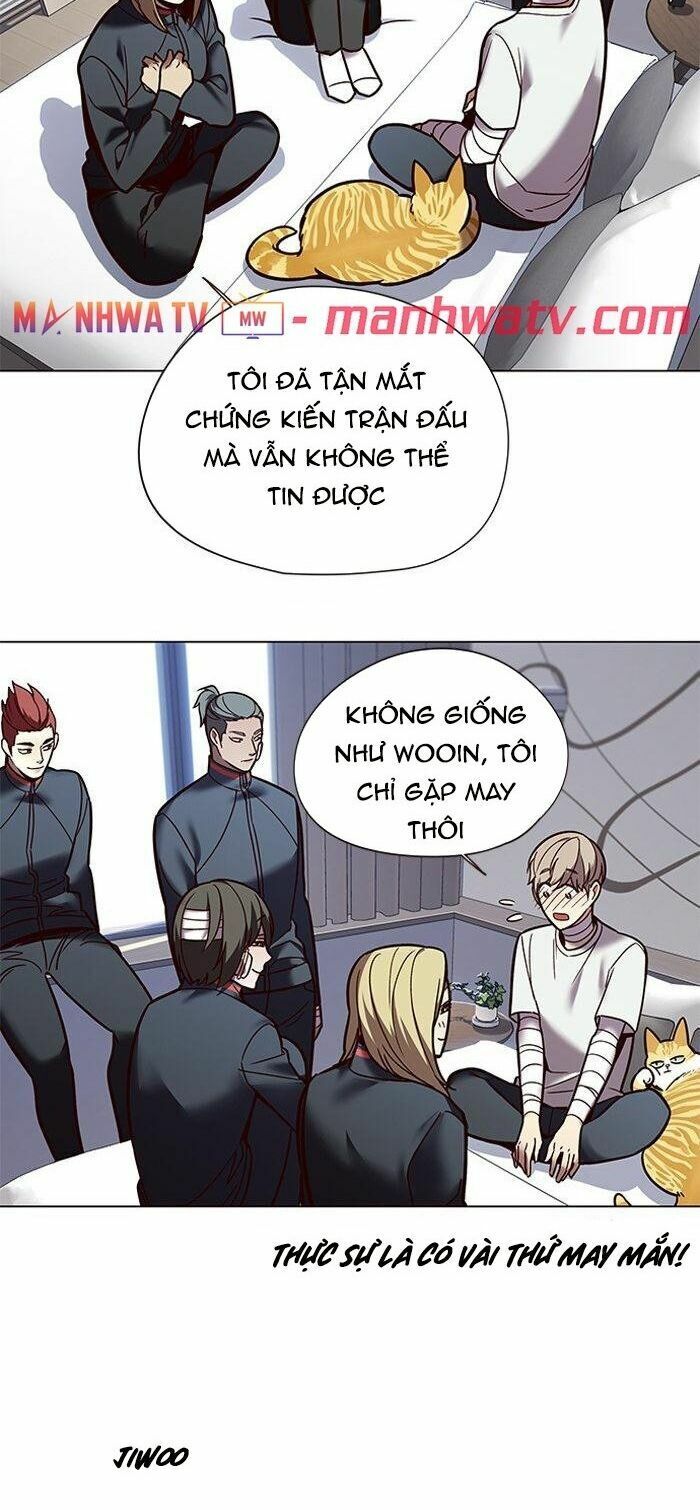 MANHWA TV MW - manhwatv.com
TÔI ĐÃ TẬN MẮT
CHỨNG KIẾN TRẬN ĐẤU
MÀ VẪN KHÔNG THỂ
TIN ĐƯỢC
KHÔNG GIỐNG
NHƯ WOOIN, TÔI
CHỈ GẶP MAY
THÔI
THỰC SỰ LÀ CÓ VÀI THỨ MAY MẮN!
JIWOO